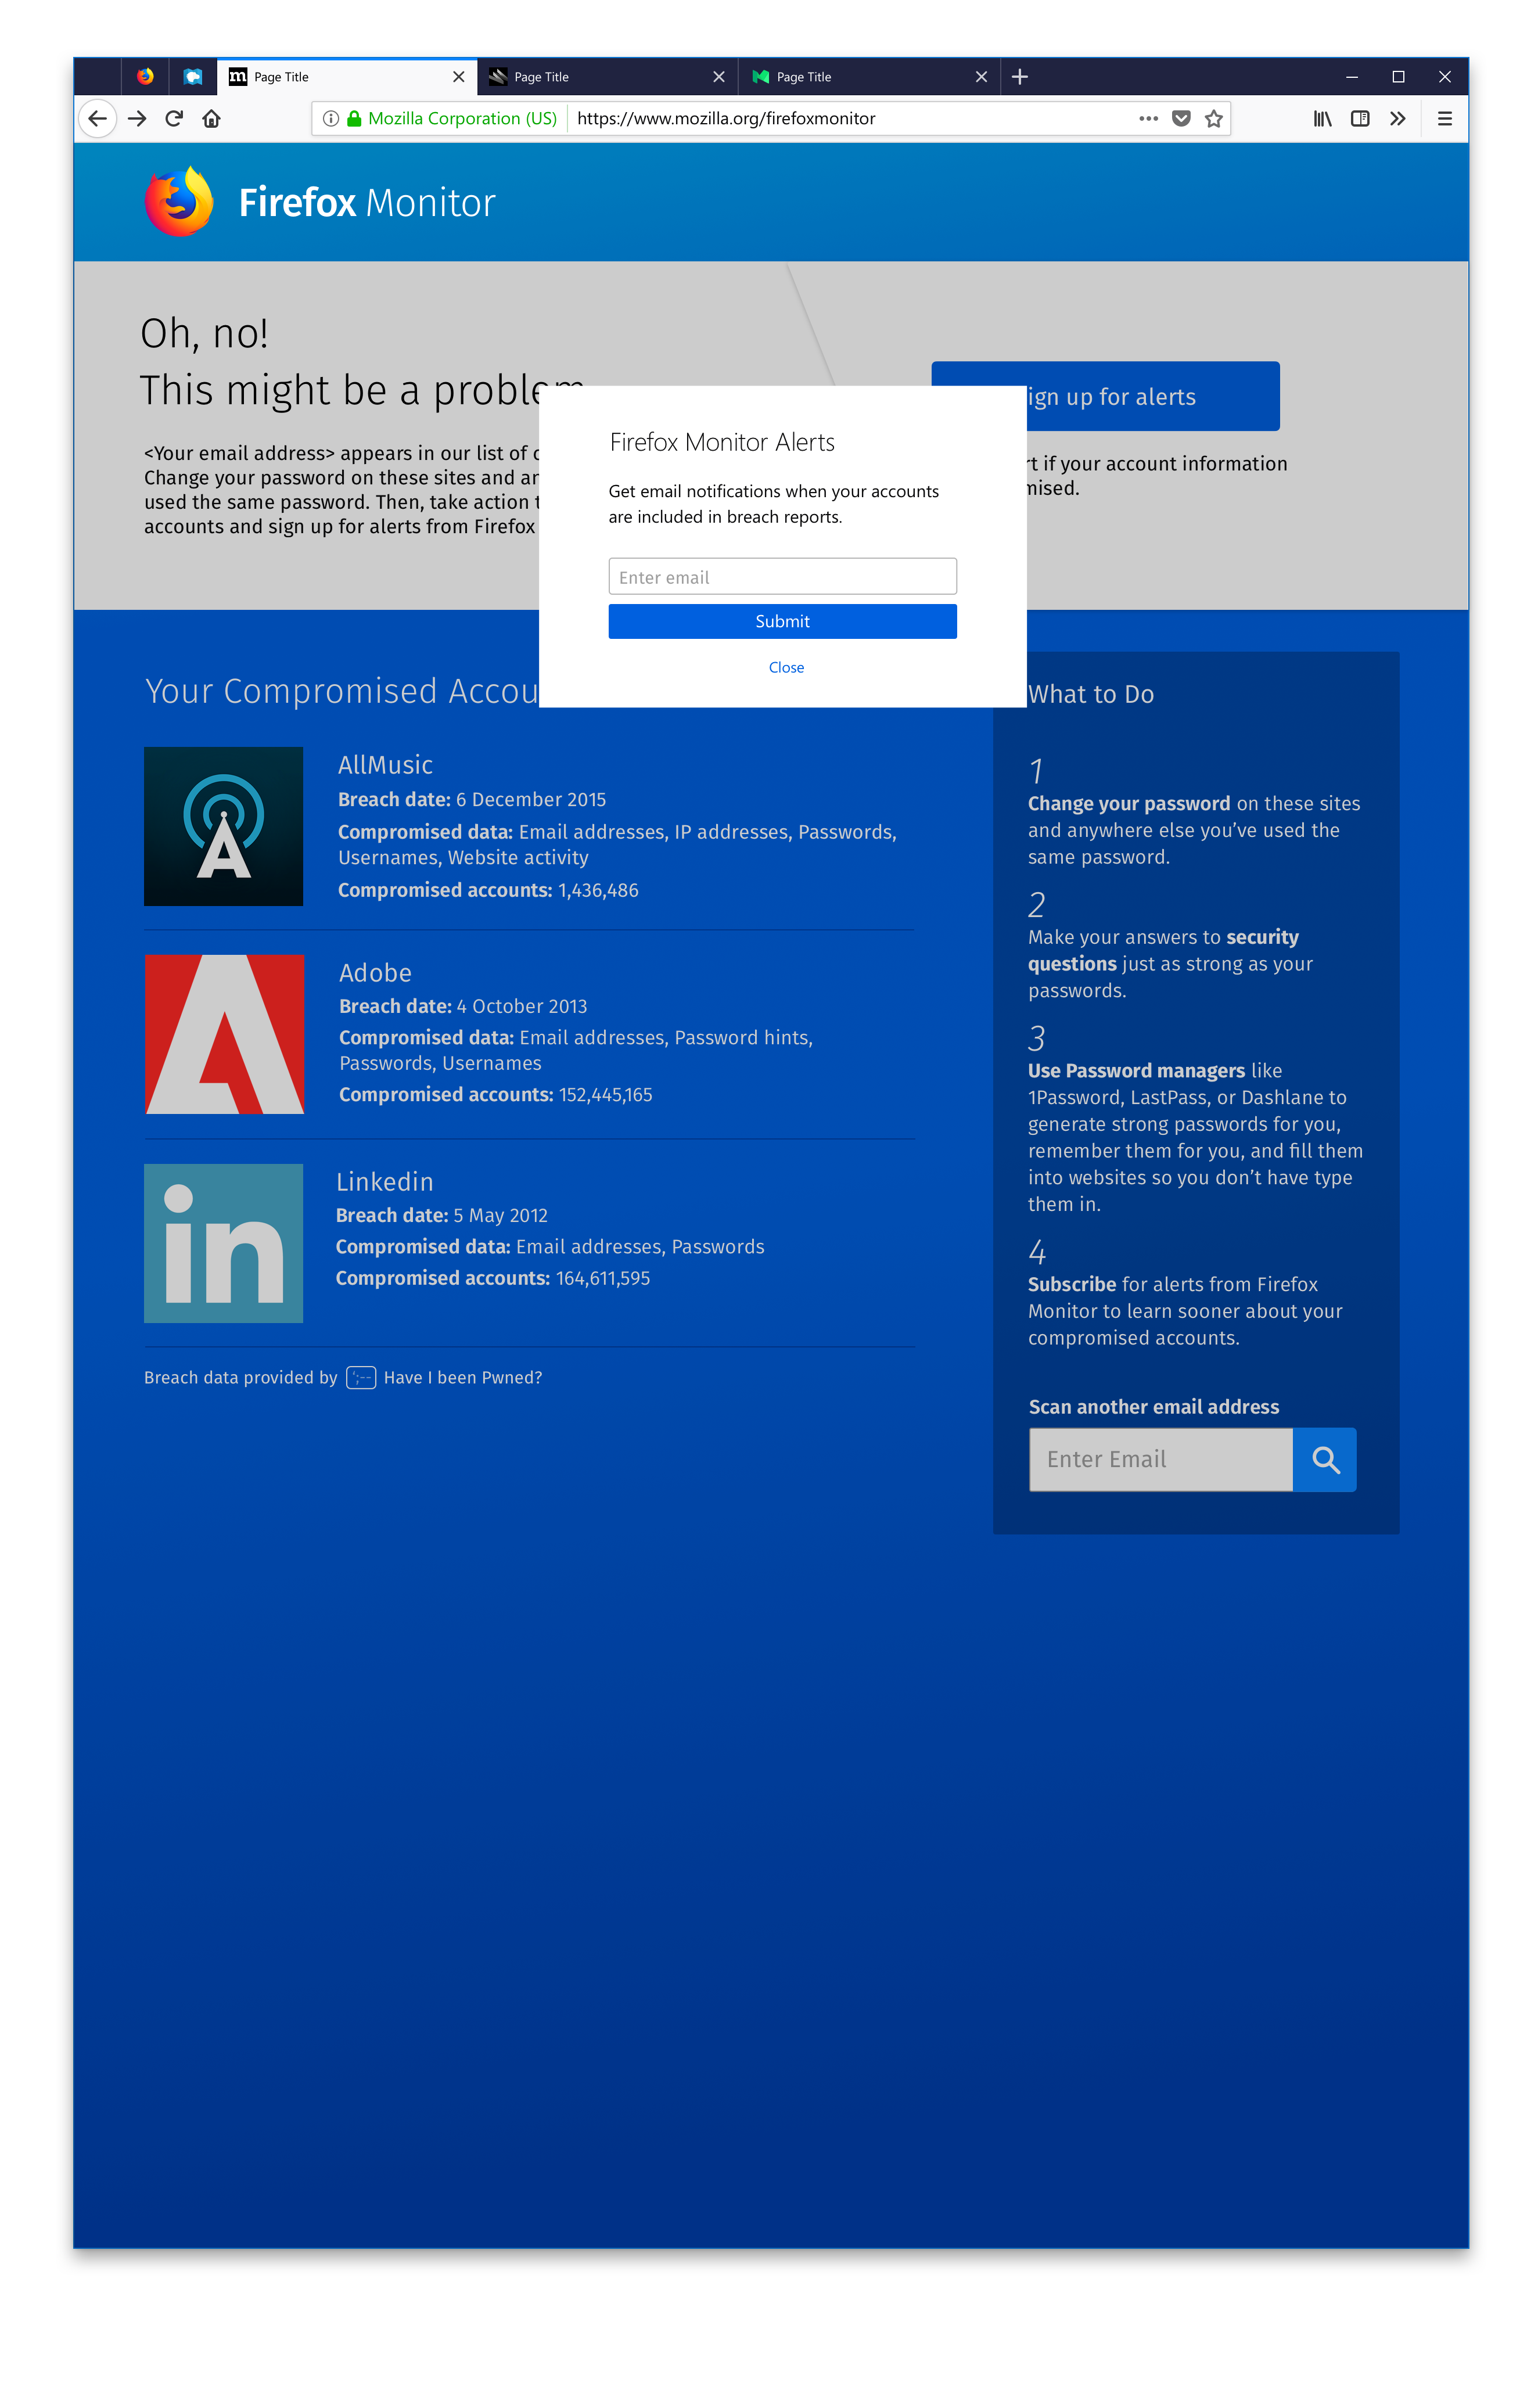 Page Title
Page Title
Page Title
Mozilla Corporation (US)
https://www.mozilla.org/firefoxmonitor
Firefox Monitor
Oh, no!
This might be a problem
<Your email address> appears in our list of
Change your password on these sites and
used the same password. Then, take action
accounts and sign up for alerts from Firefox
ign up for alerts
if your account information
mised.
Firefox Monitor Alerts
Get email notifications when your accounts
are included in breach reports.
Enter email
Submit
Close
Your Compromised Accou
AllMusic
Breach date: 6 December 2015
Compromised data: Email addresses, IP addresses, Passwords,
Usernames, Website activity
Compromised accounts: 1,436,486
Adobe
Breach date: 4 October 2013
Compromised data: Email addresses, Password hints,
Passwords, Usernames
Compromised accounts: 152,445,165
in
Linkedin
Breach date: 5 May 2012
Compromised data: Email addresses, Passwords
Compromised accounts: 164,611,595
Breach data provided by ';-- Have I been Pwned?
What to Do
1
Change your password on these sites
and anywhere else you’ve used the
same password.
2
Make your answers to security
questions just as strong as your
passwords.
3
Use Password managers like
1Password, LastPass, or Dashlane to
generate strong passwords for you,
remember them for you, and fill them
into websites so you don’t have type
them in.
4
Subscribe for alerts from Firefox
Monitor to learn sooner about your
compromised accounts.
Scan another email address
Enter Email